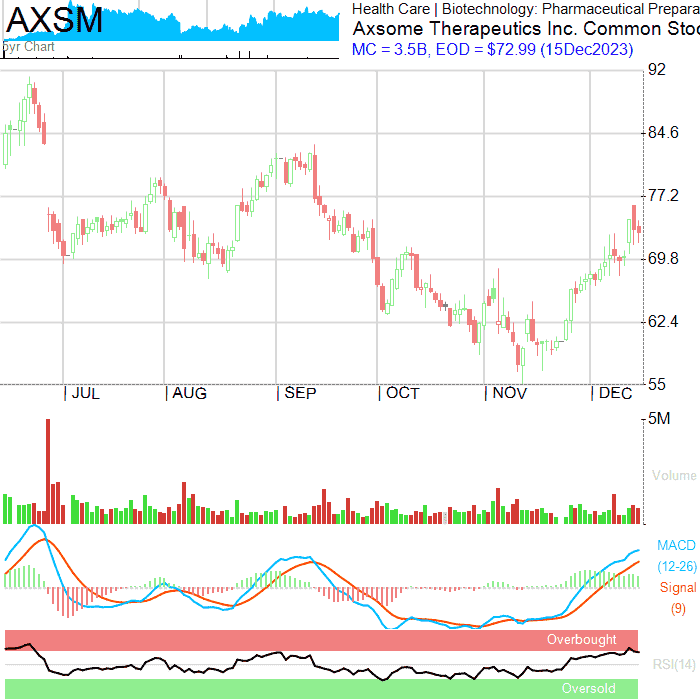 AXSM
5yr Chart
Health Care | Biotechnology: Pharmaceutical Prepara
Axsome Therapeutics Inc. Common Stoc
MC = 3.5B, EOD = $72.99 (15Dec2023)
92
84.6
77.2
69.8
62.4
55
| JUL | AUG | SEP | OCT | NOV | DEC
5M
Volume
MACD
(12-26)
Signal
(9)
Overbought
RSI(14)
Oversold